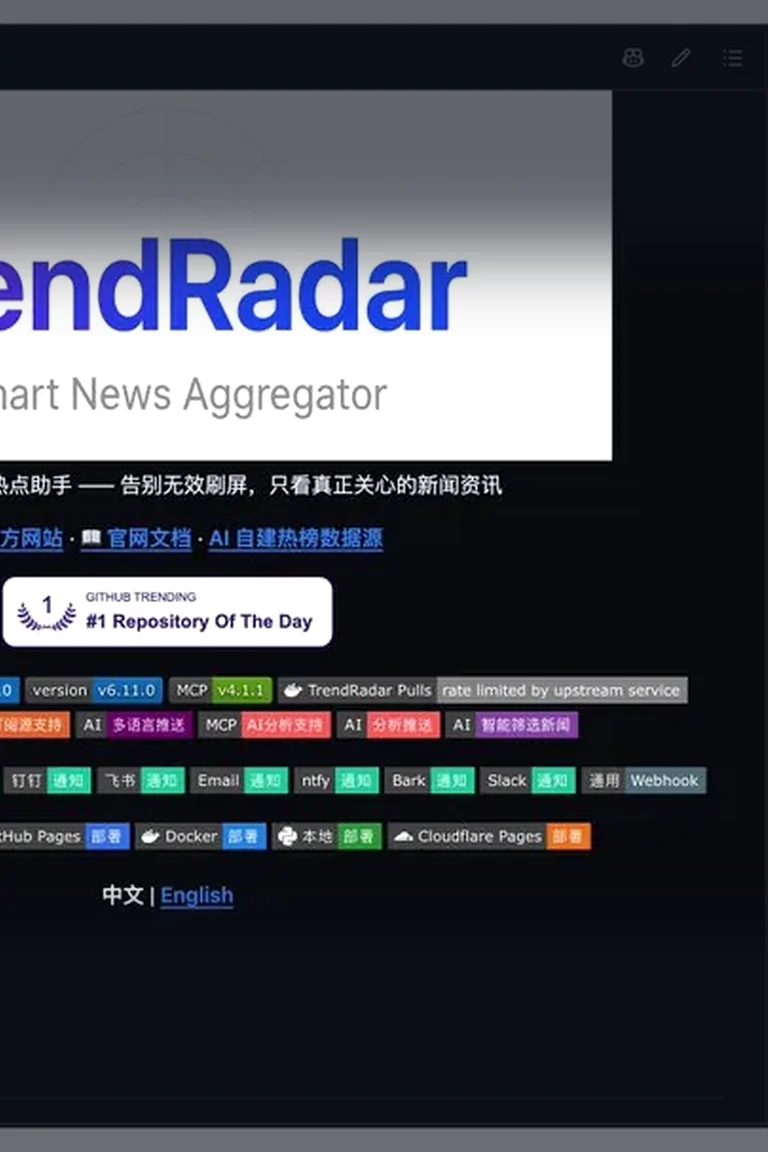 endRadar
art News Aggregator
热点助手 —— 告别无效刷屏，只看真正关心的新闻资讯
方网站 · 官网文档 · AI 自建热榜数据源
1 GITHUB TRENDING
#1 Repository Of The Day
.0 version v6.11.0 MCP v4.1.1 TrendRadar Pulls rate limited by upstream service
阅源支持 AI 多语言推送 MCP AI分析支持 AI 分析推送 AI 智能筛选新闻
钉钉 通知 飞书 通知 Email 通知 ntfy 通知 Bark 通知 Slack 通知 通用 Webhook
tHub Pages 部署 Docker 部署 本地 部署 Cloudflare Pages 部署
中文 | English